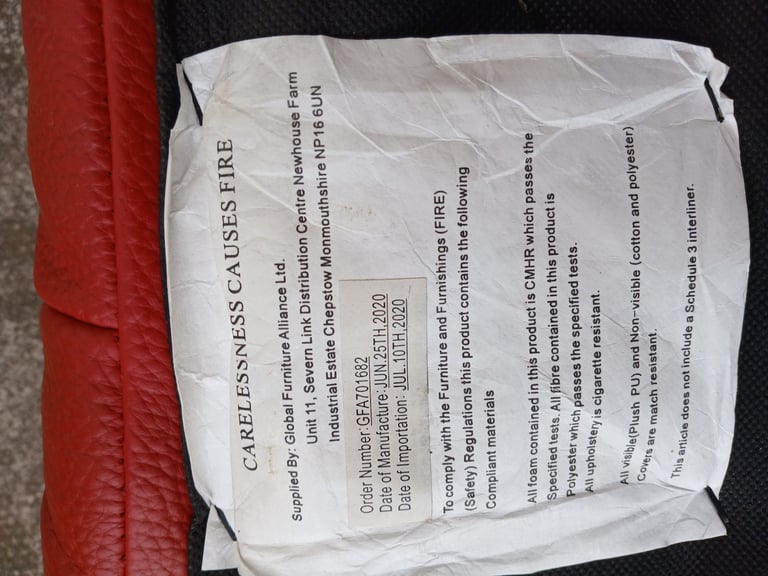 CARELESSNESS CAUSES FIRE
Supplied By: Global Furniture Alliance Ltd.
Unit 11, Severn Link Distribution Centre Newhouse Farm
Industrial Estate Chepstow Monmouthshire NP16 6UN
Order Number:GFA701682
Date of Manufacture:JUN.25TH,2020
Date of Importation: JUL.10TH,2020
To comply with the Furniture and Furnishings (FIRE)
(Safety) Regulations this product contains the following
Compliant materials
All foam contained in this product is CMHR which passes the
Specified tests. All fibre contained in this product is
Polyester which passes the specified tests.
All upholstery is cigarette resistant.
All visible(Plush PU) and Non-visible (cotton and polyester)
Covers are match resistant.
This article does not include a Schedule 3 interliner.